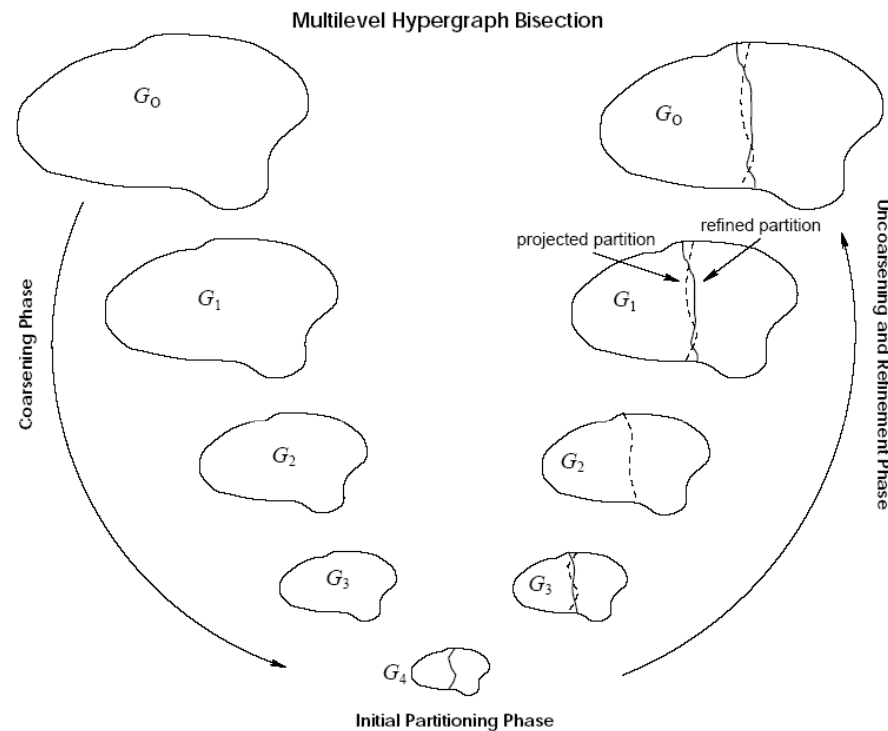 Multilevel Hypergraph Bisection
G₀
G₀
projected partition
refined partition
G₁
G₁
Coarsening Phase
Uncoarsening and Refinement Phase
G₂
G₂
G₃
G₃
G₄
Initial Partitioning Phase